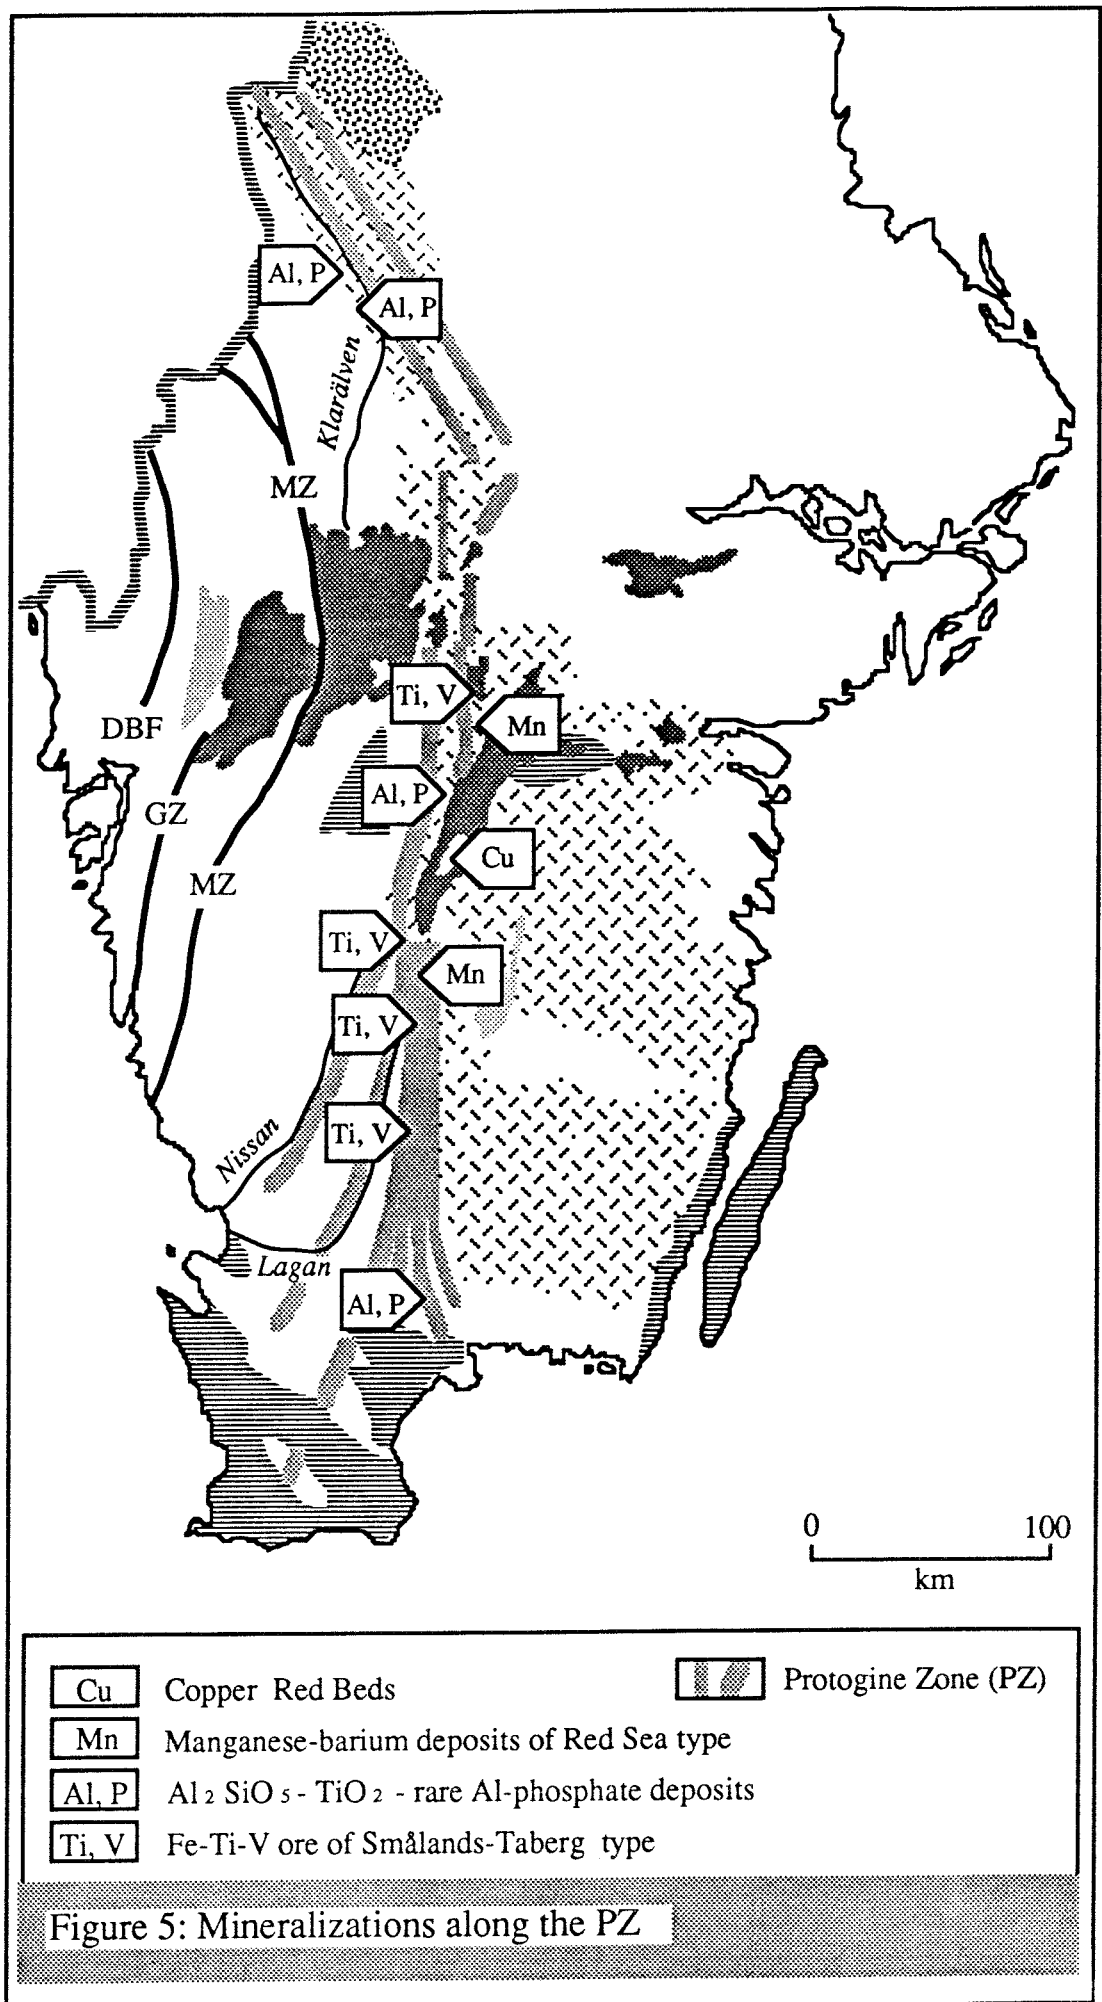 Al, P
Al, P
Klarälven
MZ
Ti, V
Mn
DBF
Al, P
GZ
Cu
MZ
Ti, V
Mn
Ti, V
Ti, V
Nissan
Lagan
Al, P
0 100
km
Cu Copper Red Beds
Protogine Zone (PZ)
Mn Manganese-barium deposits of Red Sea type
Al, P Al₂SiO₅ - TiO₂ - rare Al-phosphate deposits
Ti, V Fe-Ti-V ore of Smålands-Taberg type
Figure 5: Mineralizations along the PZ